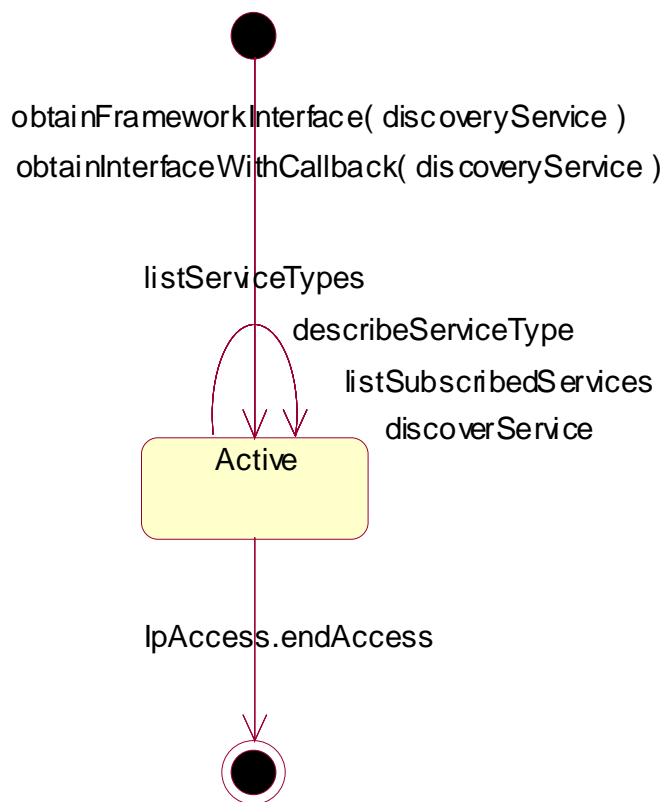 obtainFrameworkInterface( discoveryService )
obtainInterfaceWithCallback( discoveryService )
listServiceTypes
describeServiceType
listSubscribedServices
discoverService
Active
IpAccess.endAccess